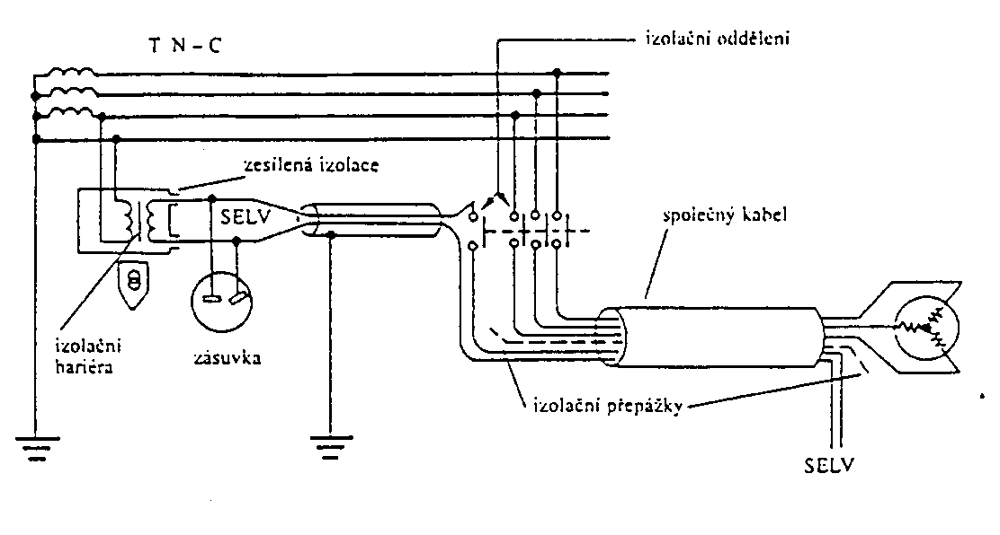 T N-C
izolační oddělení
zesílená izolace
SELV
společný kabel
izolační
bariéra
zásuvka
izolační přepážky
SELV